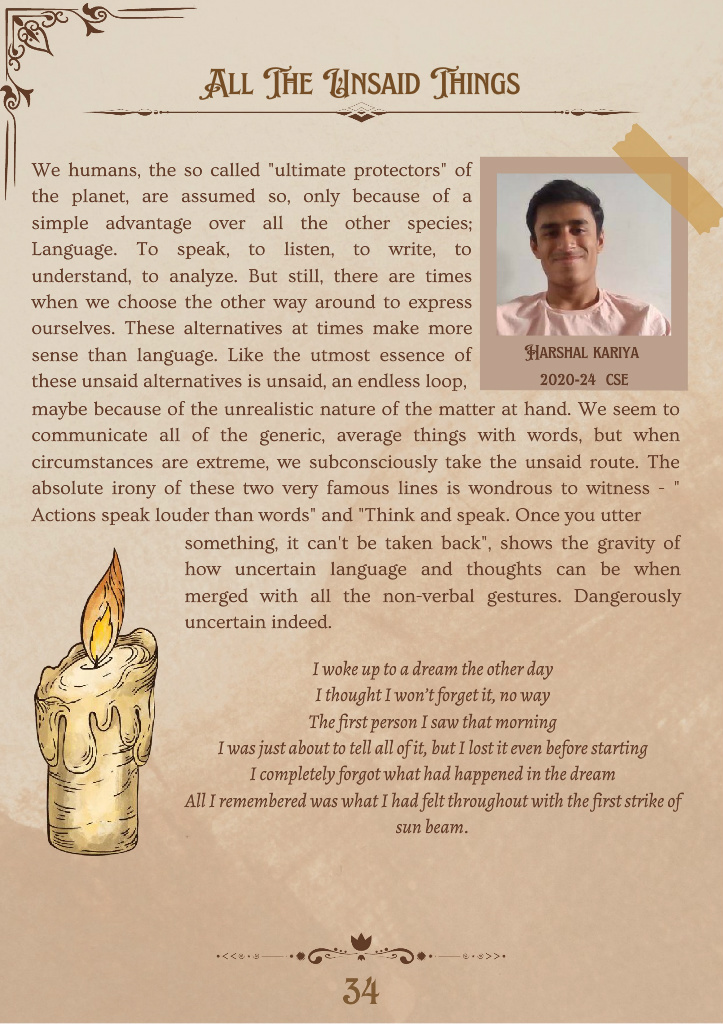 All The Unsaid Things
We humans, the so called "ultimate protectors" of
the planet, are assumed so, only because of a
simple advantage over all the other species;
Language. To speak, to listen, to write, to
understand, to analyze. But still, there are times
when we choose the other way around to express
ourselves. These alternatives at times make more
sense than language. Like the utmost essence of
these unsaid alternatives is unsaid, an endless loop,
Harshal kariya
2020-24 CSE
maybe because of the unrealistic nature of the matter at hand. We seem to
communicate all of the generic, average things with words, but when
circumstances are extreme, we subconsciously take the unsaid route. The
absolute irony of these two very famous lines is wondrous to witness - "
Actions speak louder than words" and "Think and speak. Once you utter
something, it can't be taken back", shows the gravity of
how uncertain language and thoughts can be when
merged with all the non-verbal gestures. Dangerously
uncertain indeed.
I woke up to a dream the other day
I thought I won't forget it, no way
The first person I saw that morning
I was just about to tell all of it, but I lost it even before starting
I completely forgot what had happened in the dream
All I remembered was what I had felt throughout with the first strike of
sun beam.
34